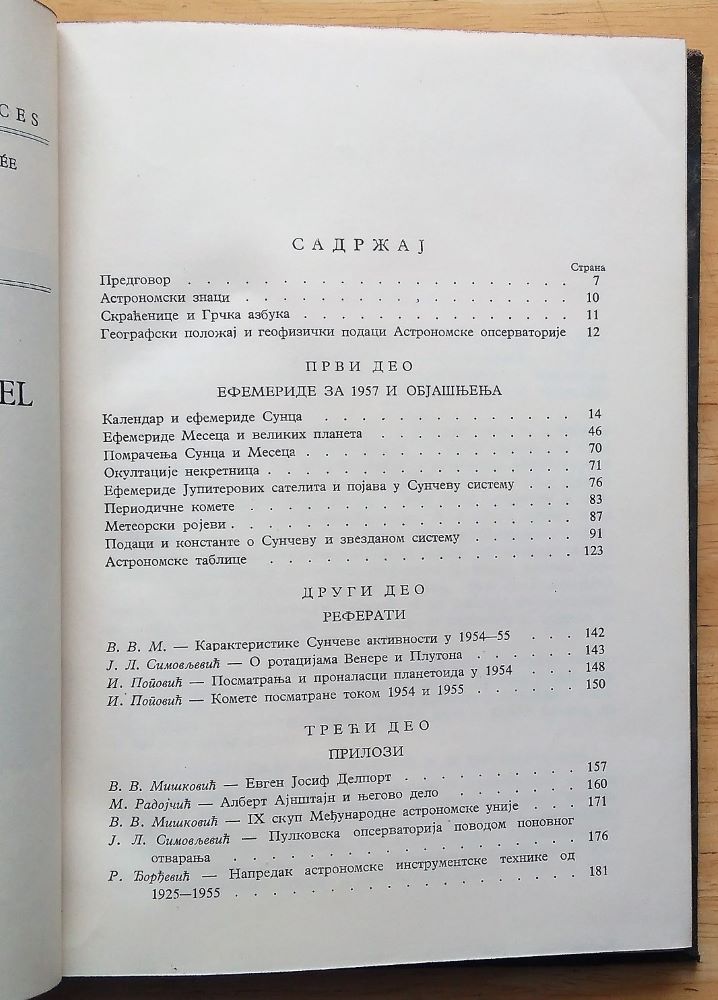 CES
ÉE
EL
САДРЖАЈ
Страна
Предговор . . . . . . . . . . . . . . . . . . . . 7
Астрономски знаци . . . . . . . . . . . . . . . . . 10
Скраћенице и Грчка азбука . . . . . . . . . . . . . . 11
Географски положај и геофизички подаци Астрономске опсерваторије 12
ПРВИ ДЕО
ЕФЕМЕРИДЕ ЗА 1957 И ОБЈАШЊЕЊА
Календар и ефемериде Сунца . . . . . . . . . . . . . 14
Ефемериде Месеца и великих планета . . . . . . . . . . 46
Помрачења Сунца и Месеца . . . . . . . . . . . . . . 70
Окултације некретница . . . . . . . . . . . . . . . . 71
Ефемериде Јупитерових сателита и појава у Сунчеву систему . . . 76
Периодичне комете . . . . . . . . . . . . . . . . . 83
Метеорски ројеви . . . . . . . . . . . . . . . . . . 87
Подаци и константе о Сунчеву и звезданом систему . . . . . . 91
Астрономске таблице . . . . . . . . . . . . . . . . 123
ДРУГИ ДЕО
РЕФЕРАТИ
В. В. М. — Карактеристике Сунчеве активности у 1954—55 . . . 142
Ј. Л. Симовљевић — О ротацијама Венере и Плутона . . . . . . 143
И. Поповић — Посматрања и проналасци планетоида у 1954 . . . 148
И. Поповић — Комете посматране током 1954 и 1955 . . . . . . 150
ТРЕЋИ ДЕО
ПРИЛОЗИ
В. В. Мишковић — Евген Јосиф Делпорт . . . . . . . . . 157
М. Радојчић — Алберт Ајнштајн и његово дело . . . . . . . 160
В. В. Мишковић — IX скуп Међународне астрономске уније . . . 171
Ј. Л. Симовљевић — Пулковска опсерваторија поводом поновног
отварања . . . . . . . . . . . . . . . . . . 176
Р. Ђорђевић — Напредак астрономске инструментске технике од
1925—1955 . . . . . . . . . . . . . . . . . 181